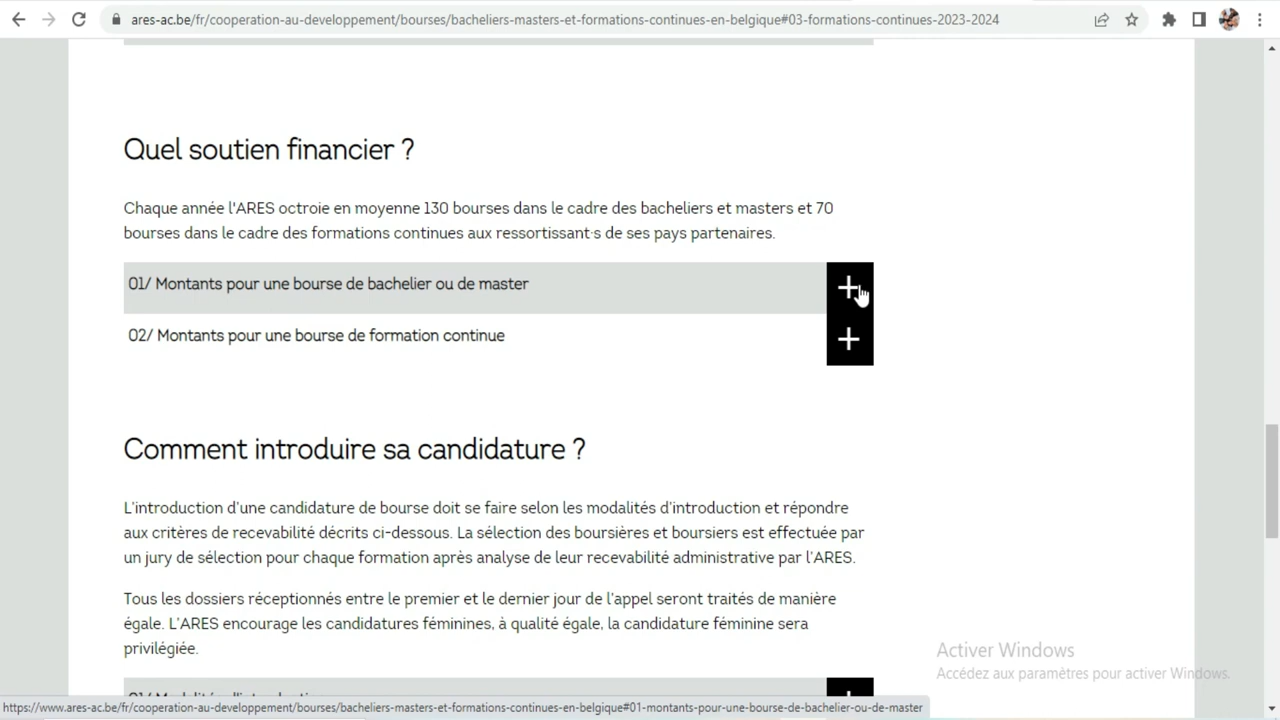 ares-ac.be/fr/cooperation-au-developpement/bourses/bacheliers-masters-et-formations-continues-en-belgique#03-formations-continues-2023-2024
Quel soutien financier ?
Chaque année l'ARES octroie en moyenne 130 bourses dans le cadre des bacheliers et masters et 70
bourses dans le cadre des formations continues aux ressortissant·s de ses pays partenaires.
01/ Montants pour une bourse de bachelier ou de master
02/ Montants pour une bourse de formation continue
Comment introduire sa candidature ?
L'introduction d'une candidature de bourse doit se faire selon les modalités d'introduction et répondre
aux critères de recevabilité décrits ci-dessous. La sélection des boursières et boursiers est effectuée par
un jury de sélection pour chaque formation après analyse de leur recevabilité administrative par l'ARES.
Tous les dossiers réceptionnés entre le premier et le dernier jour de l'appel seront traités de manière
égale. L'ARES encourage les candidatures féminines, à qualité égale, la candidature féminine sera
privilégiée.
Activer Windows
Accédez aux paramètres pour activer Windows.
https://www.ares-ac.be/fr/cooperation-au-developpement/bourses/bacheliers-masters-et-formations-continues-en-belgique#01-montants-pour-une-bourse-de-bachelier-ou-de-master